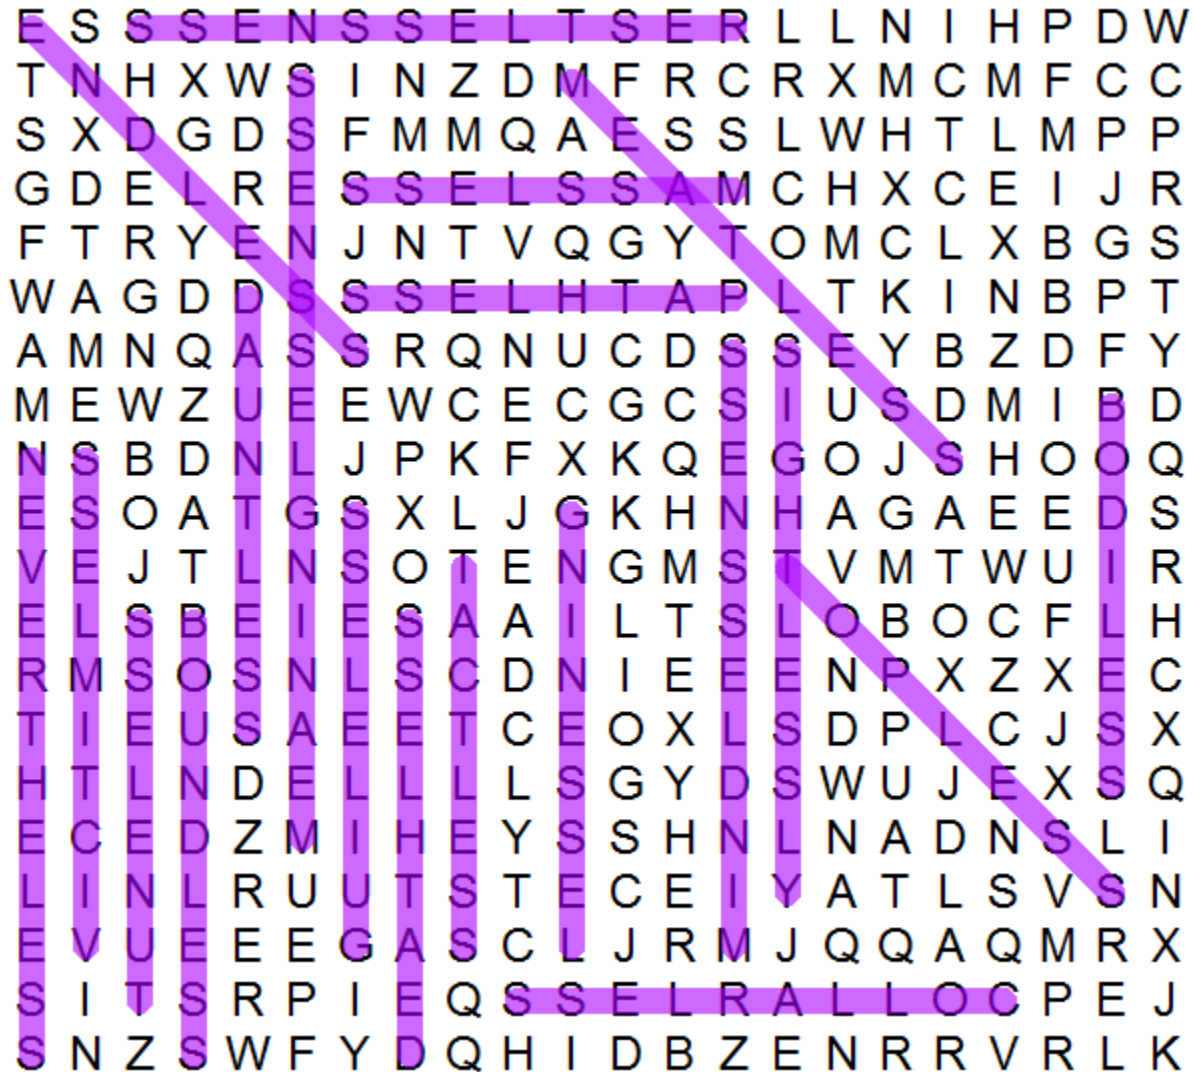 E S S S E N S S E L T S E R L L N I H P D W
T N H X W S I N Z D M F R C R X M C M F C C
S X D G D S F M M Q A E S S L W H T L M P P
G D E L R E S S E L S S A M C H X C E I J R
F T R Y E N J N T V Q G Y T O M C L X B G S
W A G D D S S S E L H T A P L T K I N B P T
A M N Q A S S R Q N U C D S S E Y B Z D F Y
M E W Z U E E W C E C G C S I U S D M I B D
N S B D N L J P K F X K Q E G O J S H O O Q
E S O A T G S X L J G K H N H A G A E E D S
V E J T L N S O T E N G M S T V M T W U I R
E L S B E I E S A A I L T S L O B O C F L H
R M S O S N L S C D N I E E E N P X Z X E C
T I E U S A E E T C E O X L S D P L C J S X
H T L N D E L L L L S G Y D S W U J E X S Q
E C E D Z M I H E Y S S H N L N A D N S L I
L I N L R U U T S T E C E I Y A T L S V S N
E V U E E E G A S C L J R M J Q Q A Q M R X
S I T S R P I E Q S S E L R A L L O C P E J
S N Z S W F Y D Q H I D B Z E N R R V R L K